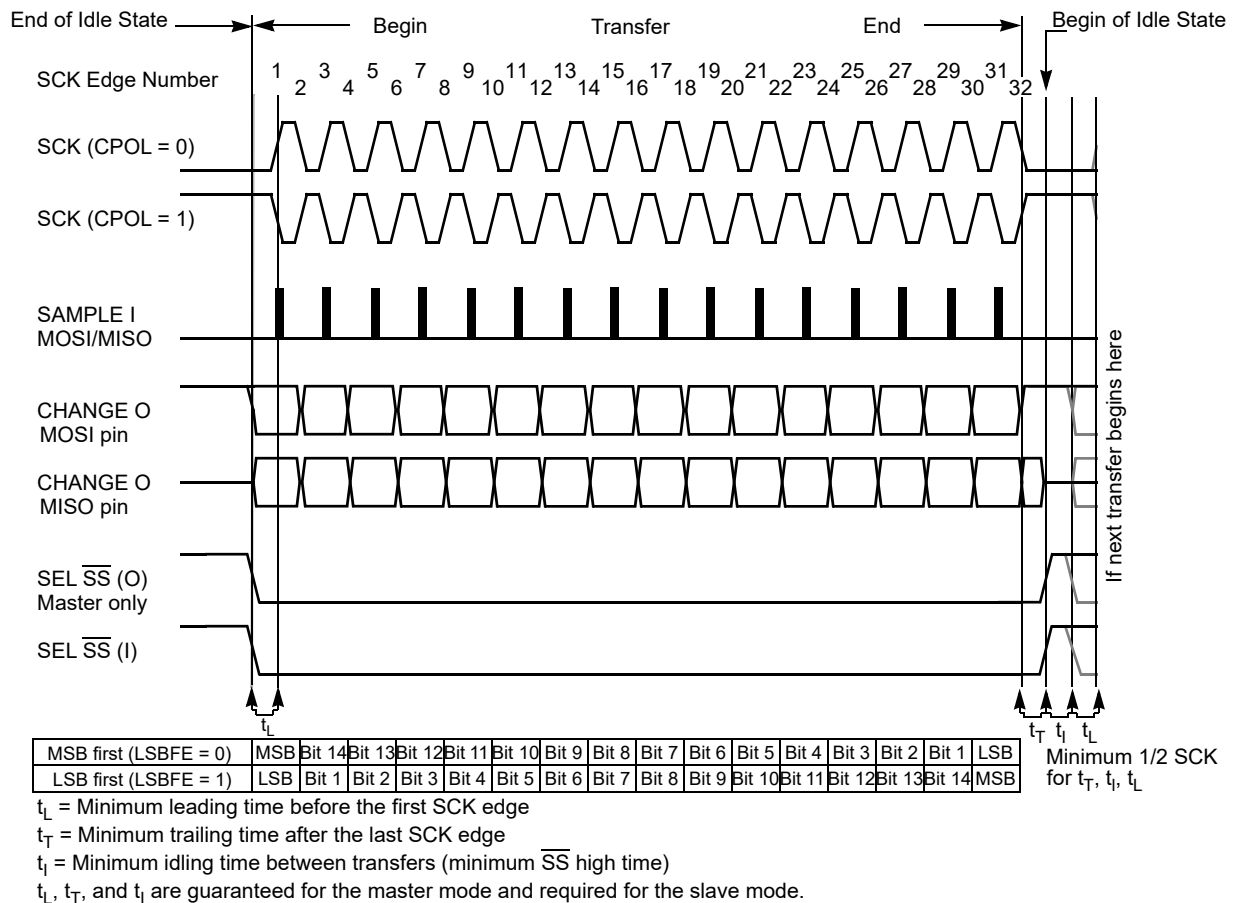 End of Idle State
Begin
Transfer
End
Begin of Idle State
SCK Edge Number
1 3 5 7 9 11 13 15 17 19 21 23 25 27 29 31
2 4 6 8 10 12 14 16 18 20 22 24 26 28 30 32
SCK (CPOL = 0)
SCK (CPOL = 1)
SAMPLE I
MOSI/MISO
CHANGE O
MOSI pin
CHANGE O
MISO pin
SEL SS (O)
Master only
SEL SS (I)
If next transfer begins here
tL
tT tI tL
MSB first (LSBFE = 0) MSB Bit 14 Bit 13 Bit 12 Bit 11 Bit 10 Bit 9 Bit 8 Bit 7 Bit 6 Bit 5 Bit 4 Bit 3 Bit 2 Bit 1 LSB
LSB first (LSBFE = 1) LSB Bit 1 Bit 2 Bit 3 Bit 4 Bit 5 Bit 6 Bit 7 Bit 8 Bit 9 Bit 10 Bit 11 Bit 12 Bit 13 Bit 14 MSB
Minimum 1/2 SCK
for tT, tI, tL
tL = Minimum leading time before the first SCK edge
tT = Minimum trailing time after the last SCK edge
tI = Minimum idling time between transfers (minimum SS high time)
tL, tT, and tI are guaranteed for the master mode and required for the slave mode.